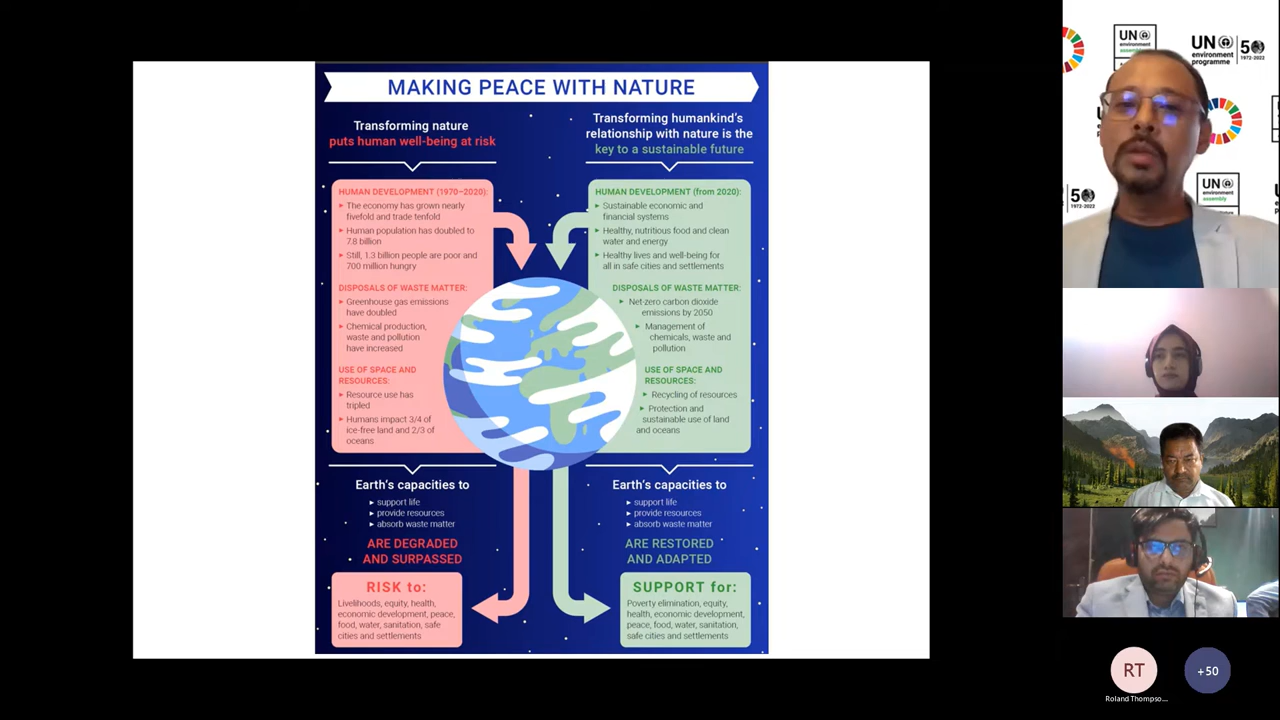 MAKING PEACE WITH NATURE
Transforming nature
puts human well-being at risk
HUMAN DEVELOPMENT (1970–2020):
► The economy has grown nearly
fivefold and trade tenfold
► Human population has doubled to
7.8 billion
► Still, 1.3 billion people are poor and
700 million hungry
DISPOSALS OF WASTE MATTER:
► Greenhouse gas emissions
have doubled
► Chemical production,
waste and pollution
have increased
USE OF SPACE AND
RESOURCES:
► Resource use has
tripled
► Humans impact 3/4 of
ice-free land and 2/3 of
oceans
Earth's capacities to
► support life
► provide resources
► absorb waste matter
ARE DEGRADED
AND SURPASSED
RISK to:
Livelihoods, equity, health,
economic development, peace,
food, water, sanitation, safe
cities and settlements
Transforming humankind's
relationship with nature is the
key to a sustainable future
HUMAN DEVELOPMENT (from 2020):
► Sustainable economic and
financial systems
► Healthy, nutritious food and clean
water and energy
► Healthy lives and well-being for
all in safe cities and settlements
DISPOSALS OF WASTE MATTER:
► Net-zero carbon dioxide
emissions by 2050
► Management of
chemicals, waste and
pollution
USE OF SPACE AND
RESOURCES:
► Recycling of resources
► Protection and
sustainable use of land
and oceans
Earth's capacities to
► support life
► provide resources
► absorb waste matter
ARE RESTORED
AND ADAPTED
SUPPORT for:
Poverty elimination, equity,
health, economic development,
peace, food, water, sanitation,
safe cities and settlements
UN
environment
assembly
UN
environment
programme
50
1972-2022
50
1972-2022
UN
environment
assembly
RT
Roland Thompso...
+50